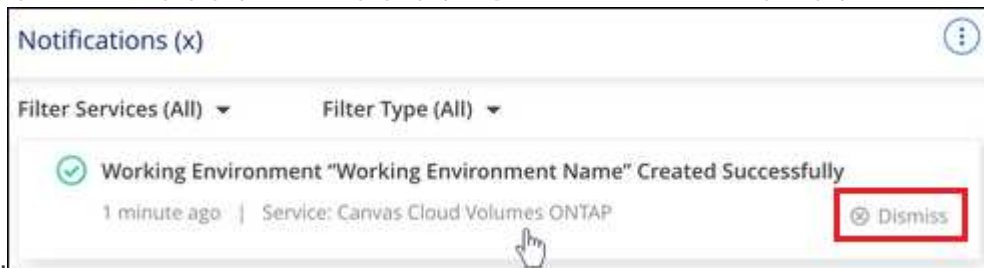 Notifications (x)
Filter Services (All) Filter Type (All)
Working Environment “Working Environment Name” Created Successfully
1 minute ago | Service: Canvas Cloud Volumes ONTAP Dismiss